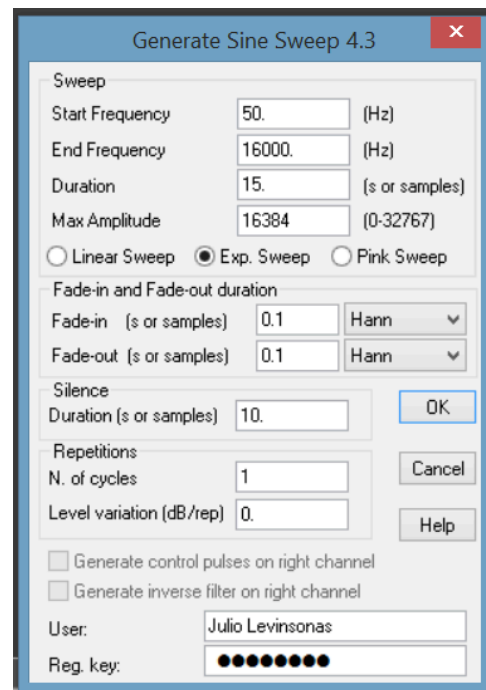 Generate Sine Sweep 4.3
Sweep
Start Frequency 50. (Hz)
End Frequency 16000. (Hz)
Duration 15. (s or samples)
Max Amplitude 16384 (0-32767)
Linear Sweep Exp. Sweep Pink Sweep
Fade-in and Fade-out duration
Fade-in (s or samples) 0.1 Hann
Fade-out (s or samples) 0.1 Hann
Silence
Duration (s or samples) 10. OK
Repetitions
N. of cycles 1 Cancel
Level variation (dB/rep) 0. Help
Generate control pulses on right channel
Generate inverse filter on right channel
User: Julio Levinsonas
Reg. key: ●●●●●●●●